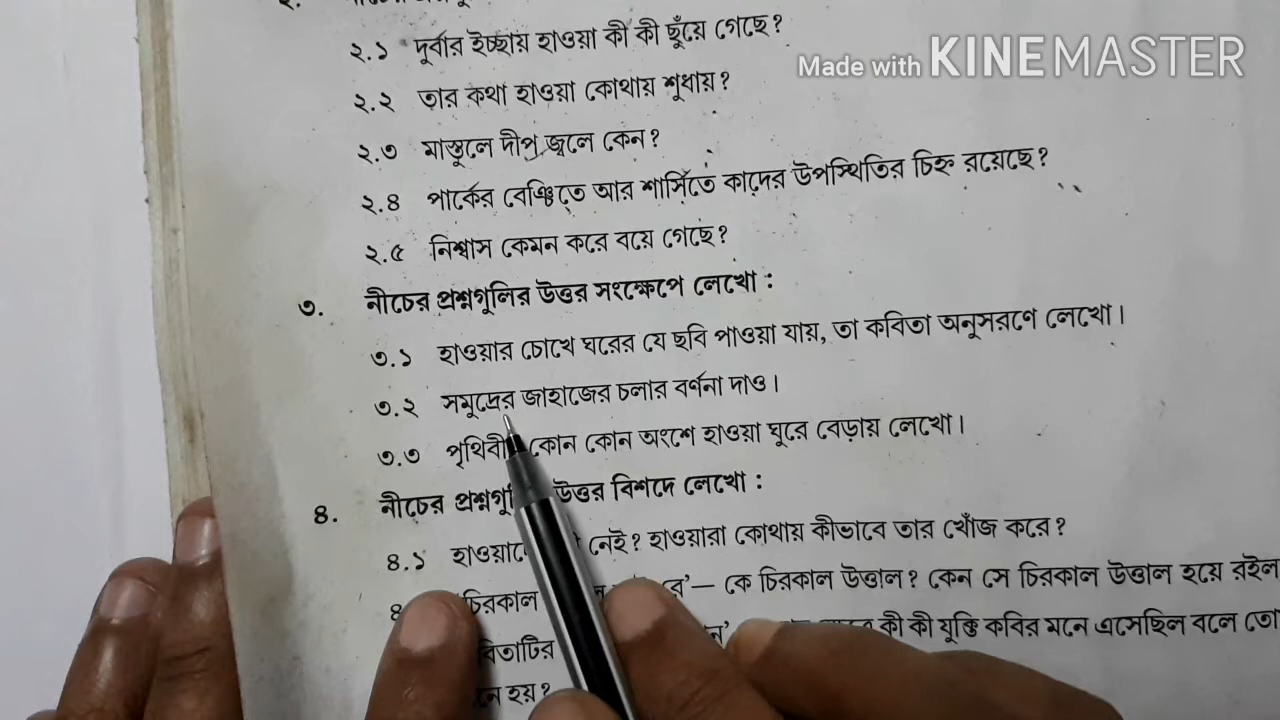 ২.
Made with KINEMASTER
২.১ দুর্বার ইচ্ছায় হাওয়া কী কী ছুঁয়ে গেছে?
২.২ তার কথা হাওয়া কোথায় শুধায়?
২.৩ মাস্তুলে দীপ জ্বলে কেন?
২.৪ পার্কের বেঞ্চিতে আর শার্সিতে কাদের উপস্থিতির চিহ্ন রয়েছে?
২.৫ নিশ্বাস কেমন করে বয়ে গেছে?
৩. নীচের প্রশ্নগুলির উত্তর সংক্ষেপে লেখো :
৩.১ হাওয়ার চোখে ঘরের যে ছবি পাওয়া যায়, তা কবিতা অনুসরণে লেখো।
৩.২ সমুদ্রের জাহাজের চলার বর্ণনা দাও।
৩.৩ পৃথিবীর কোন কোন অংশে হাওয়া ঘুরে বেড়ায় লেখো।
৪. নীচের উত্তর বিশদে লেখো :
৪.১ নেই? হাওয়ারা কোথায় কীভাবে তার খোঁজ করে?
চিরকাল রে'— কে চিরকাল উত্তাল? কেন সে চিরকাল উত্তাল হয়ে রইল
কী কী যুক্তি কবির মনে এসেছিল বলে
হয়?